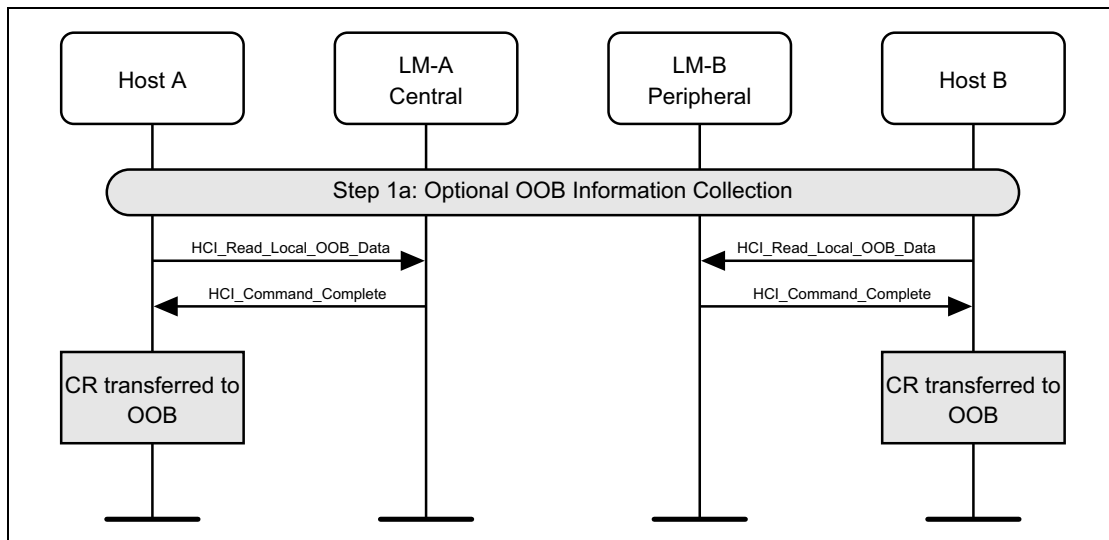 Host A
LM-A
Central
LM-B
Peripheral
Host B
Step 1a: Optional OOB Information Collection
HCI_Read_Local_OOB_Data
HCI_Read_Local_OOB_Data
HCI_Command_Complete
HCI_Command_Complete
CR transferred to
OOB
CR transferred to
OOB